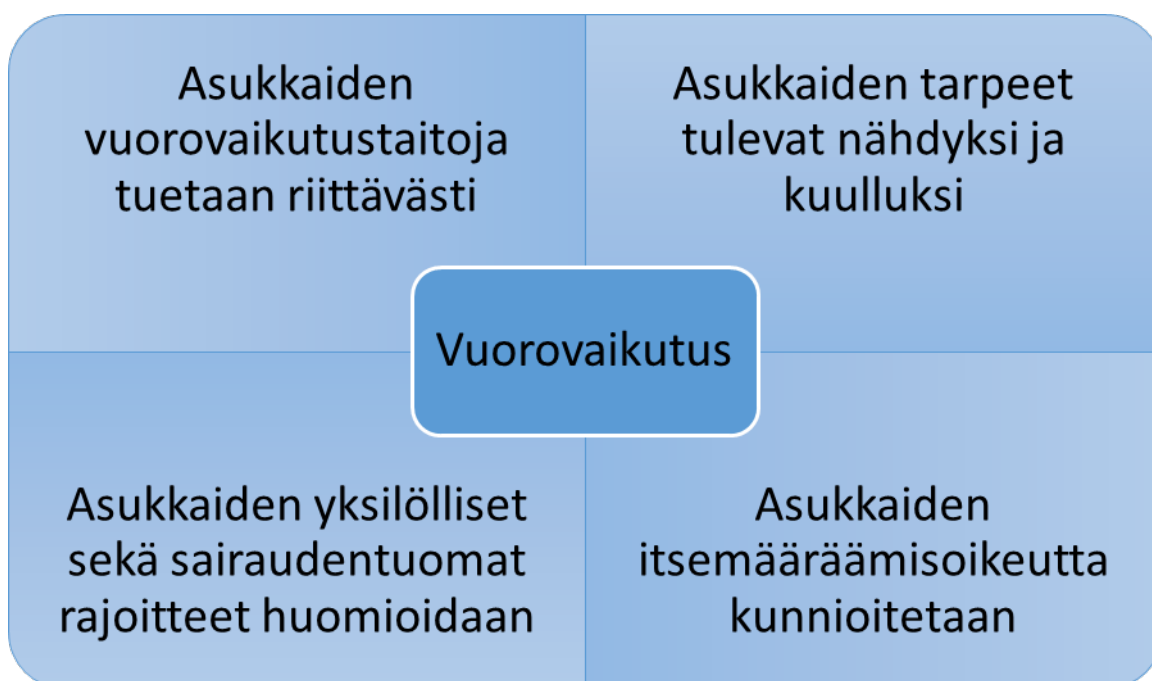 Asukkaiden
vuorovaikutustaitoja
tuetaan riittävästi
Asukkaiden tarpeet
tulevat nähdyksi ja
kuulluksi
Vuorovaikutus
Asukkaiden yksilölliset
sekä sairaudentuomat
rajoitteet huomioidaan
Asukkaiden
itsemääräämisoikeutta
kunnioitetaan